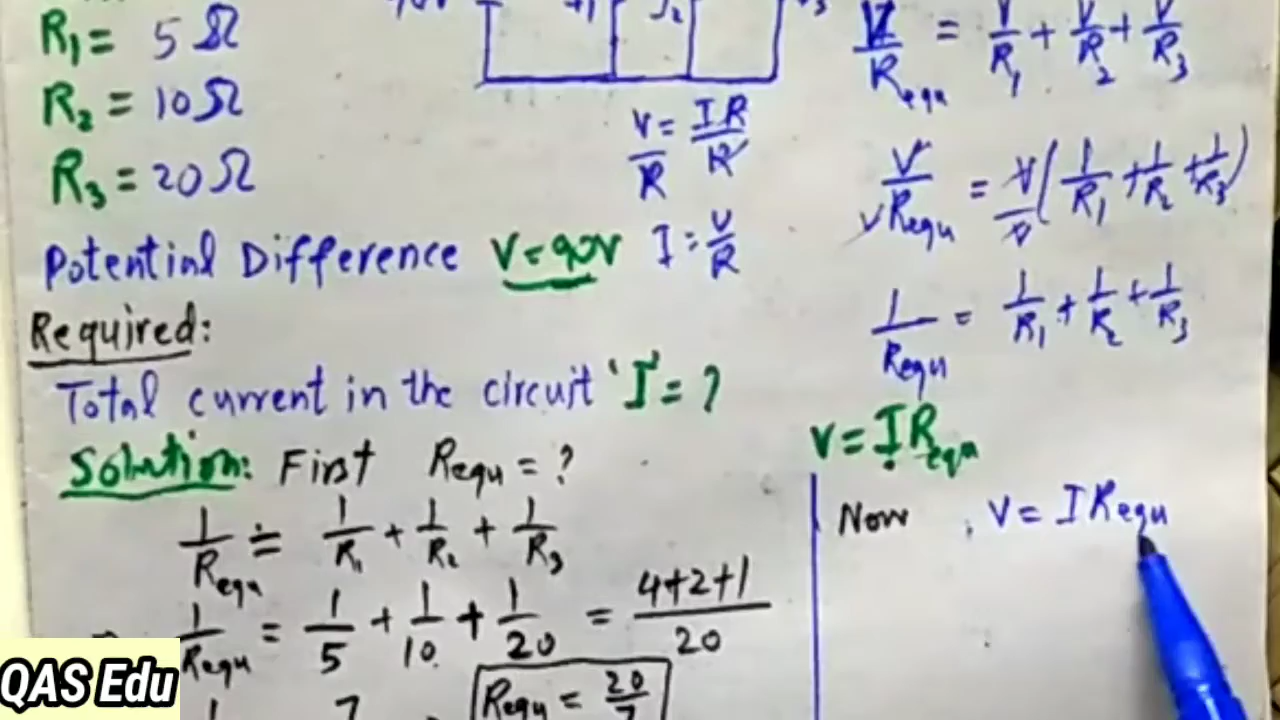 R₁ = 5 Ω
R₂ = 10 Ω
R₃ = 20 Ω
Potential Difference V = 90V
Required:
Total current in the circuit 'I' = ?
Solution: First Requ = ?
1/Requ = 1/R₁ + 1/R₂ + 1/R₃
1/Requ = 1/5 + 1/10 + 1/20 = 4+2+1/20
Requ = 20/7
V/R = IR/R
I = V/R
V/Requ = V/R₁ + V/R₂ + V/R₃
V/V Requ = V/V (1/R₁ + 1/R₂ + 1/R₃)
1/Requ = 1/R₁ + 1/R₂ + 1/R₃
V = I Requ
Now , V = I Requ
QAS Edu